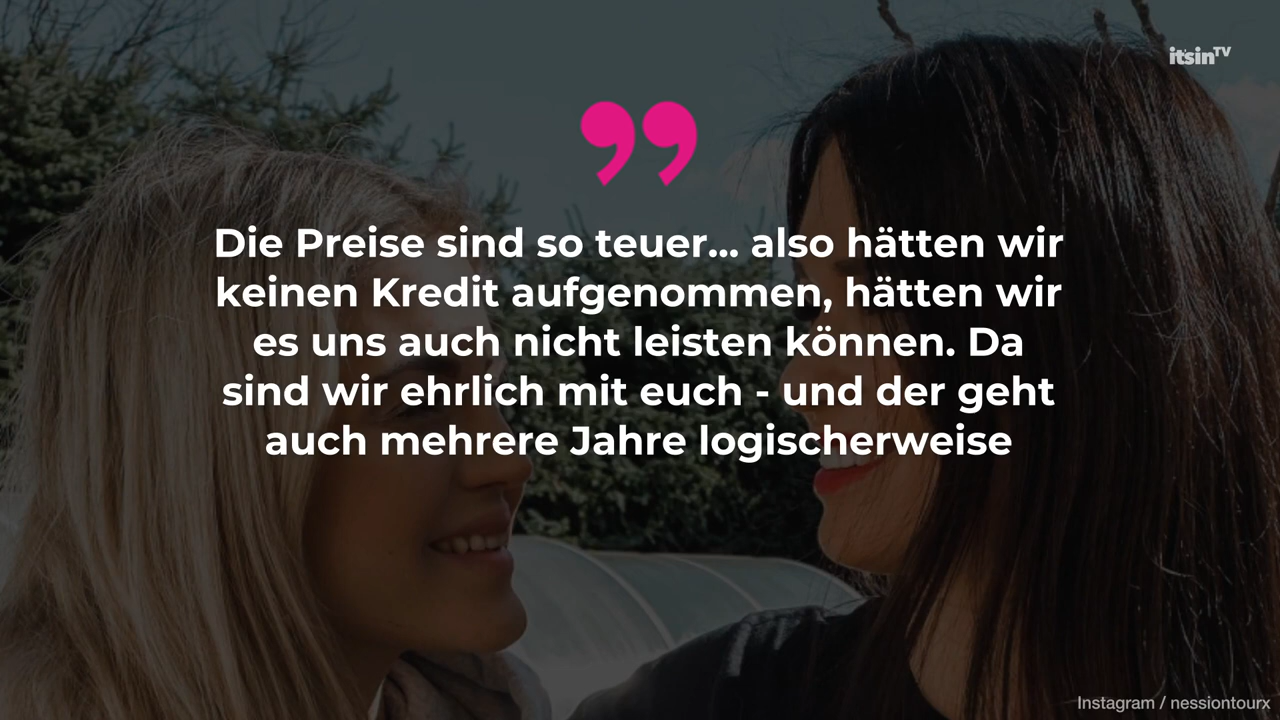 itsinTV
Die Preise sind so teuer... also hätten wir
keinen Kredit aufgenommen, hätten wir
es uns auch nicht leisten können. Da
sind wir ehrlich mit euch - und der geht
auch mehrere Jahre logischerweise
Instagram / nessiontourx